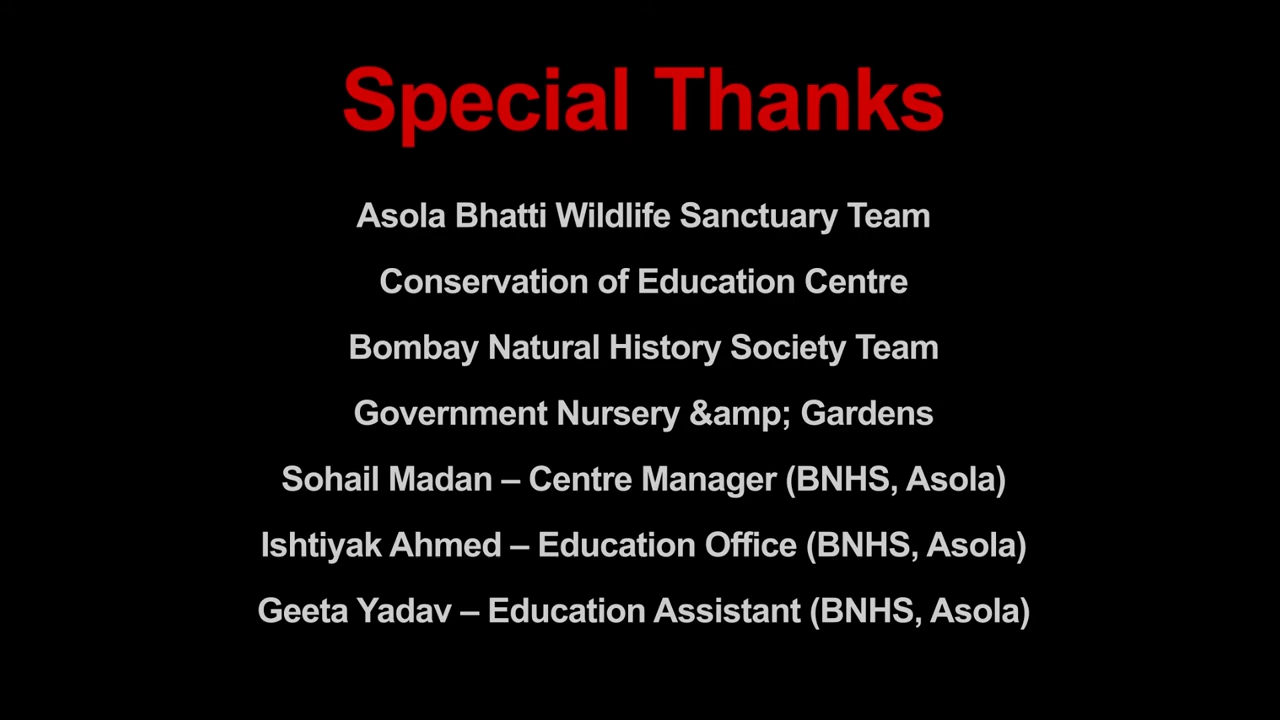 Special Thanks
Asola Bhatti Wildlife Sanctuary Team
Conservation of Education Centre
Bombay Natural History Society Team
Government Nursery &amp; Gardens
Sohail Madan – Centre Manager (BNHS, Asola)
Ishtiyak Ahmed – Education Office (BNHS, Asola)
Geeta Yadav – Education Assistant (BNHS, Asola)